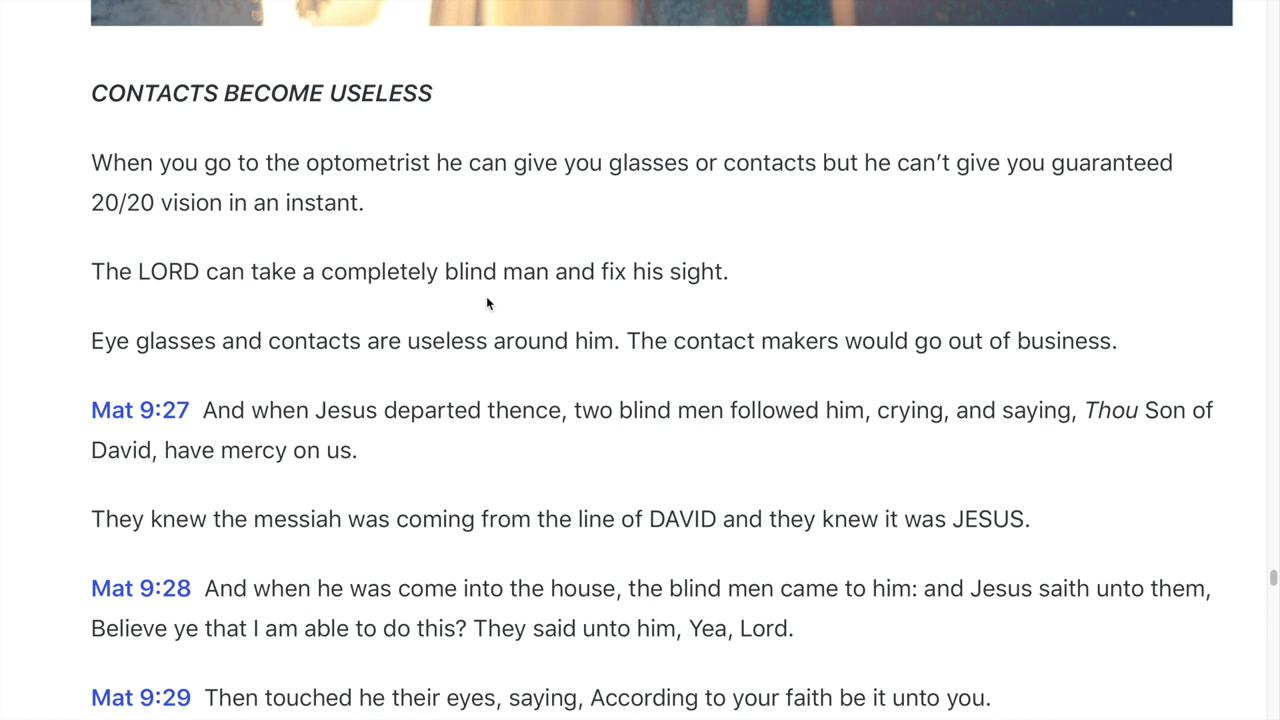 CONTACTS BECOME USELESS
When you go to the optometrist he can give you glasses or contacts but he can’t give you guaranteed
20/20 vision in an instant.
The LORD can take a completely blind man and fix his sight.
Eye glasses and contacts are useless around him. The contact makers would go out of business.
Mat 9:27 And when Jesus departed thence, two blind men followed him, crying, and saying, Thou Son of
David, have mercy on us.
They knew the messiah was coming from the line of DAVID and they knew it was JESUS.
Mat 9:28 And when he was come into the house, the blind men came to him: and Jesus saith unto them,
Believe ye that I am able to do this? They said unto him, Yea, Lord.
Mat 9:29 Then touched he their eyes, saying, According to your faith be it unto you.